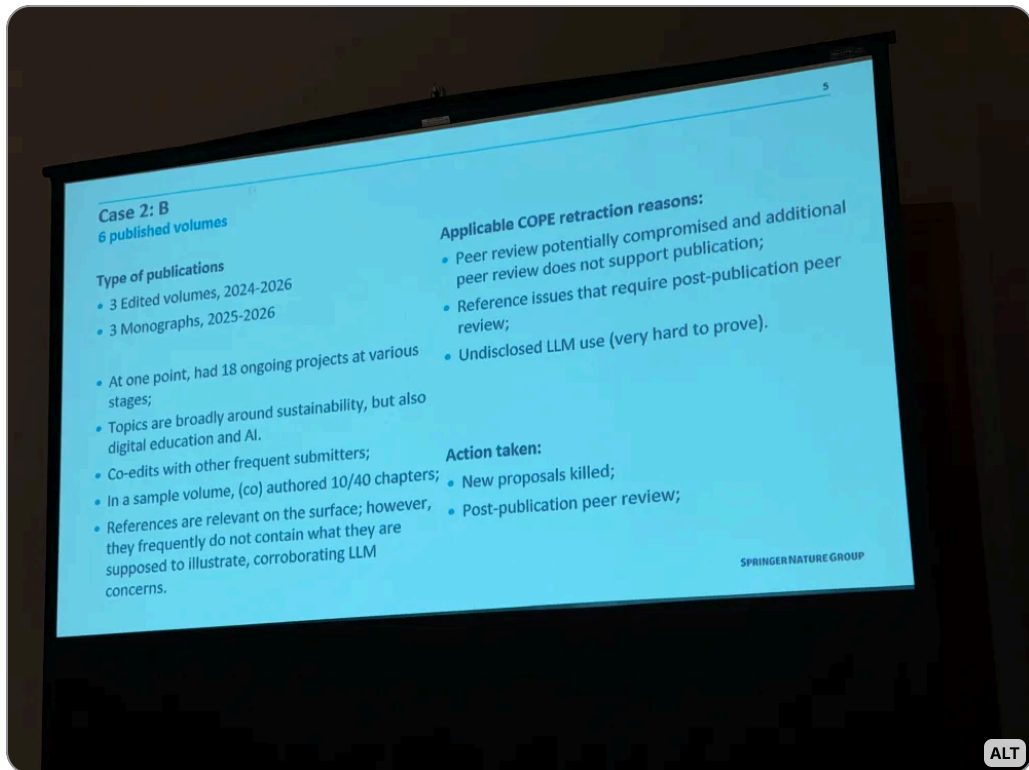 5
Case 2: B
6 published volumes
Type of publications
• 3 Edited volumes, 2024-2026
• 3 Monographs, 2025-2026
• At one point, had 18 ongoing projects at various
stages;
• Topics are broadly around sustainability, but also
digital education and AI.
• Co-edits with other frequent submitters;
• In a sample volume, (co) authored 10/40 chapters;
• References are relevant on the surface; however,
they frequently do not contain what they are
supposed to illustrate, corroborating LLM
concerns.
Applicable COPE retraction reasons:
• Peer review potentially compromised and additional
peer review does not support publication;
• Reference issues that require post-publication peer
review;
• Undisclosed LLM use (very hard to prove).
Action taken:
• New proposals killed;
• Post-publication peer review;
SPRINGER NATURE GROUP
ALT